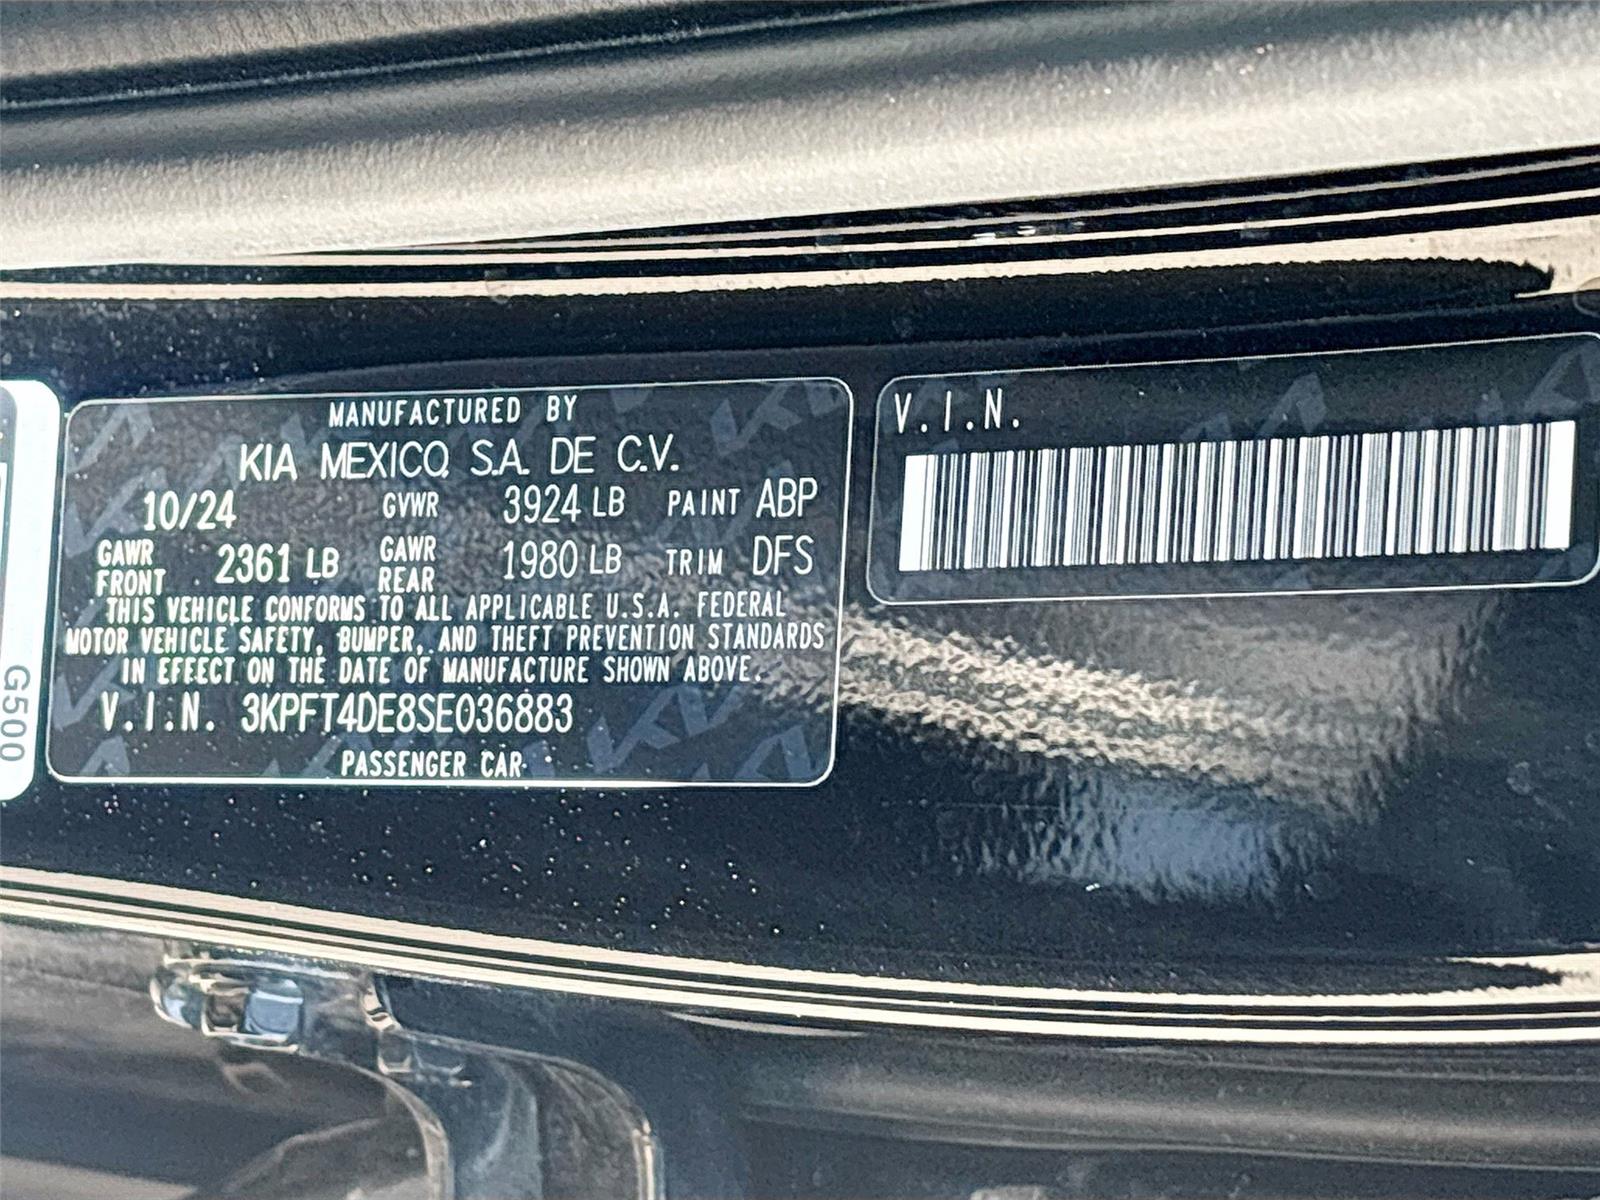 MANUFACTURED BY
KIA MEXICO, S.A. DE C.V.
10/24 GVWR 3924 LB PAINT ABP
GAWR FRONT 2361 LB GAWR REAR 1980 LB TRIM DFS
THIS VEHICLE CONFORMS TO ALL APPLICABLE U.S.A. FEDERAL
MOTOR VEHICLE SAFETY, BUMPER, AND THEFT PREVENTION STANDARDS
IN EFFECT ON THE DATE OF MANUFACTURE SHOWN ABOVE.
V.I.N. 3KPFT4DE8SE036883
PASSENGER CAR
V.I.N.
G500